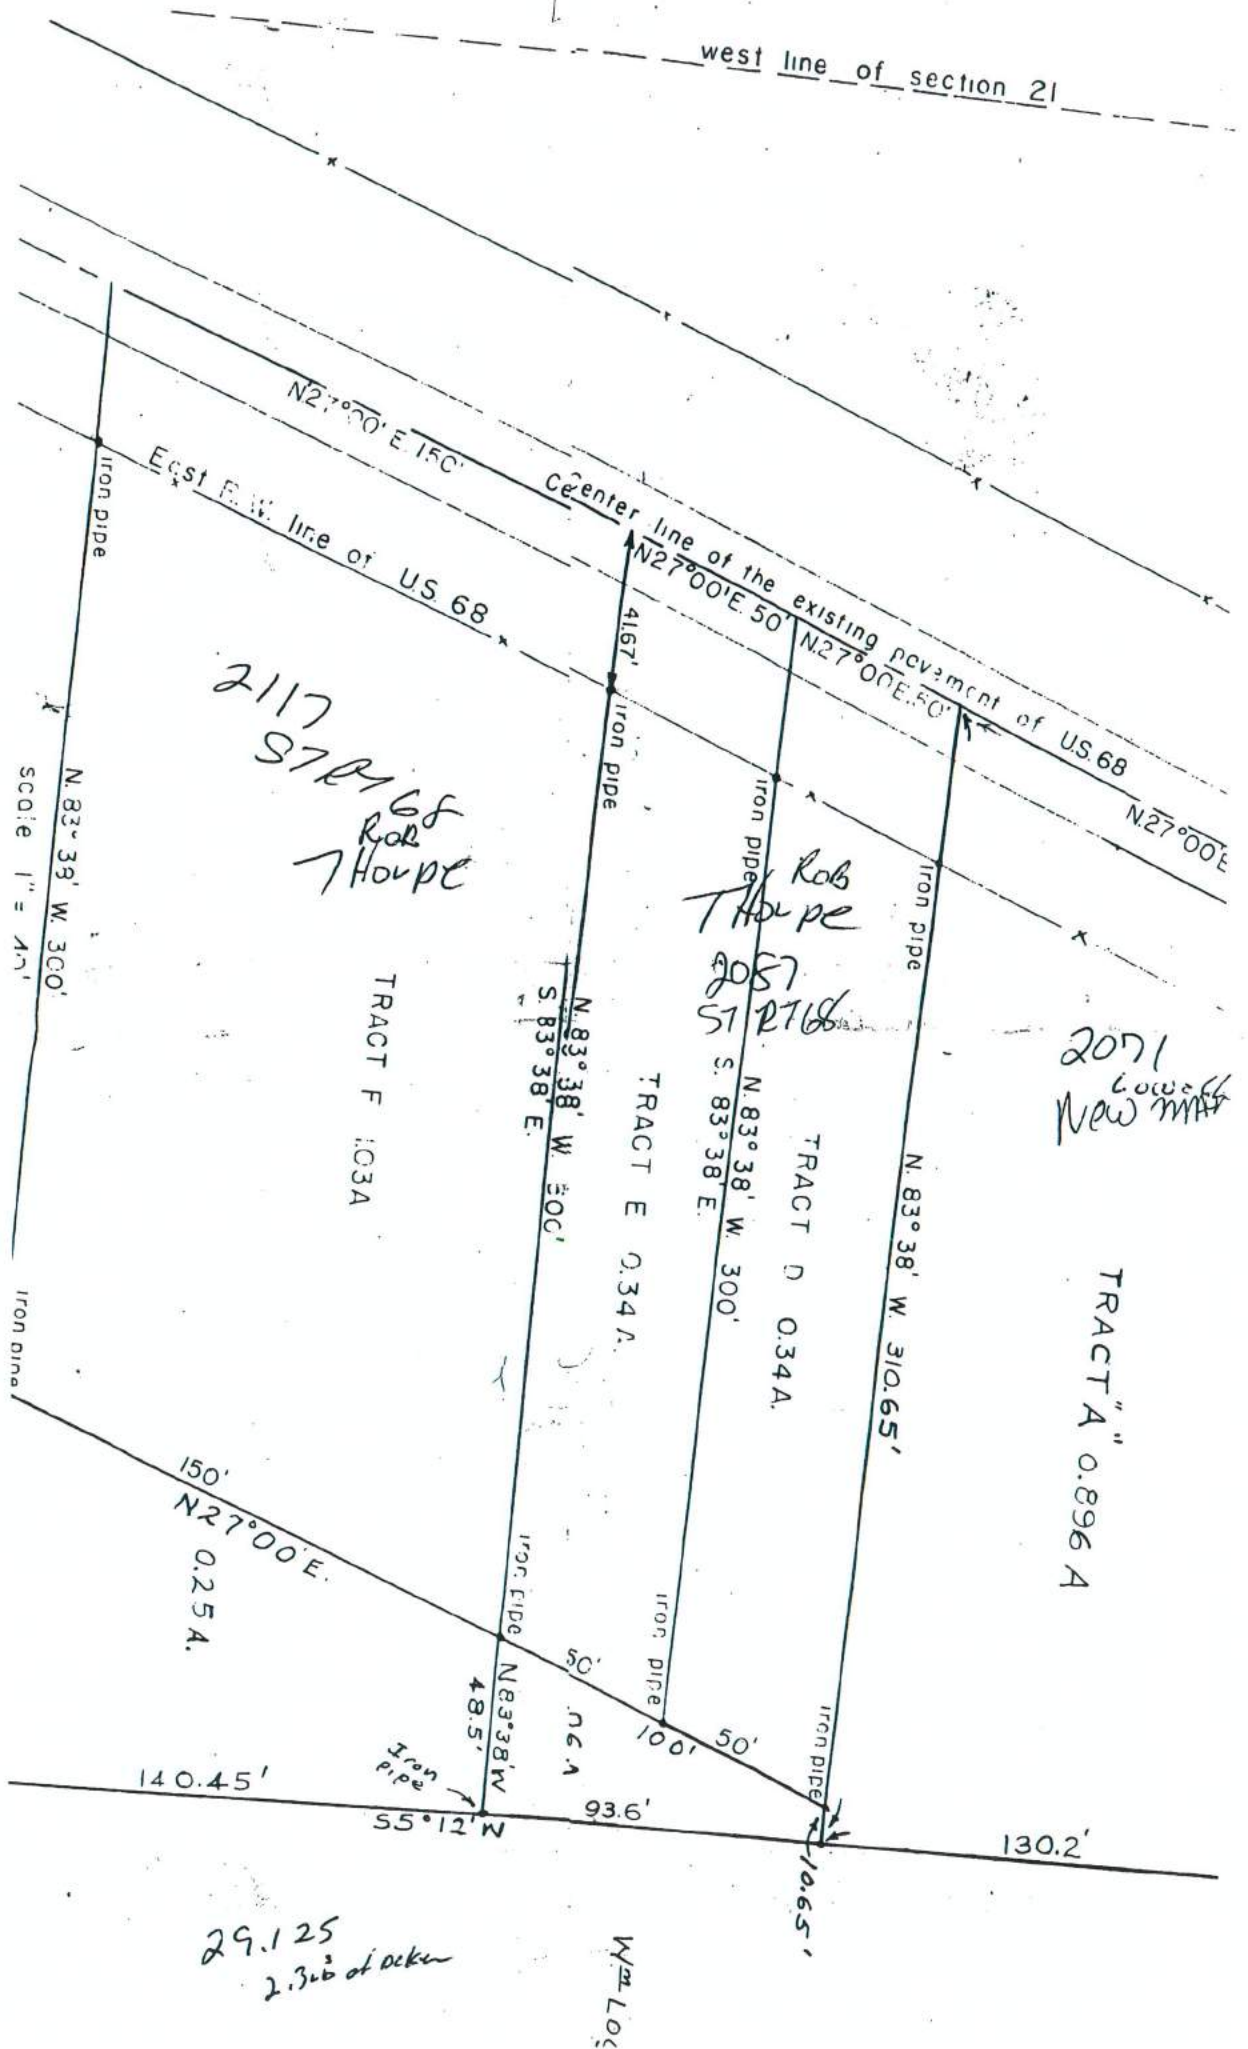 west line of section 21
N.27°00' E. 150'
Center line of the existing pavement of U.S. 68
N27°00'E. 50'
N.27°00'E. 50'
N.27°00'E
East R.W. line of U.S. 68
41.67'
iron pipe
iron pipe
iron pipe
iron pipe
2117
ST RT 68
Rob
Thorpe
Rob
Thorpe
2087
ST RT 68
2071
New
N. 83° 38' W. 300'
scale 1" =
N. 83° 38' W. 300'
S. 83° 38' E.
N. 83° 38' W. 300'
S. 83° 38' E.
N. 83° 38' W. 310.65'
TRACT F 1.03A
TRACT E 0.34A.
TRACT D 0.34A.
TRACT "A" 0.896 A
iron pipe
iron pipe
iron pipe
iron pipe
150'
N27°00'E.
0.25 A.
50'
50'
100'
N83°38'W
48.5'
Iron
pipe
140.45'
S5°12'W
93.6'
10.65'
130.2'
29.125
Wm